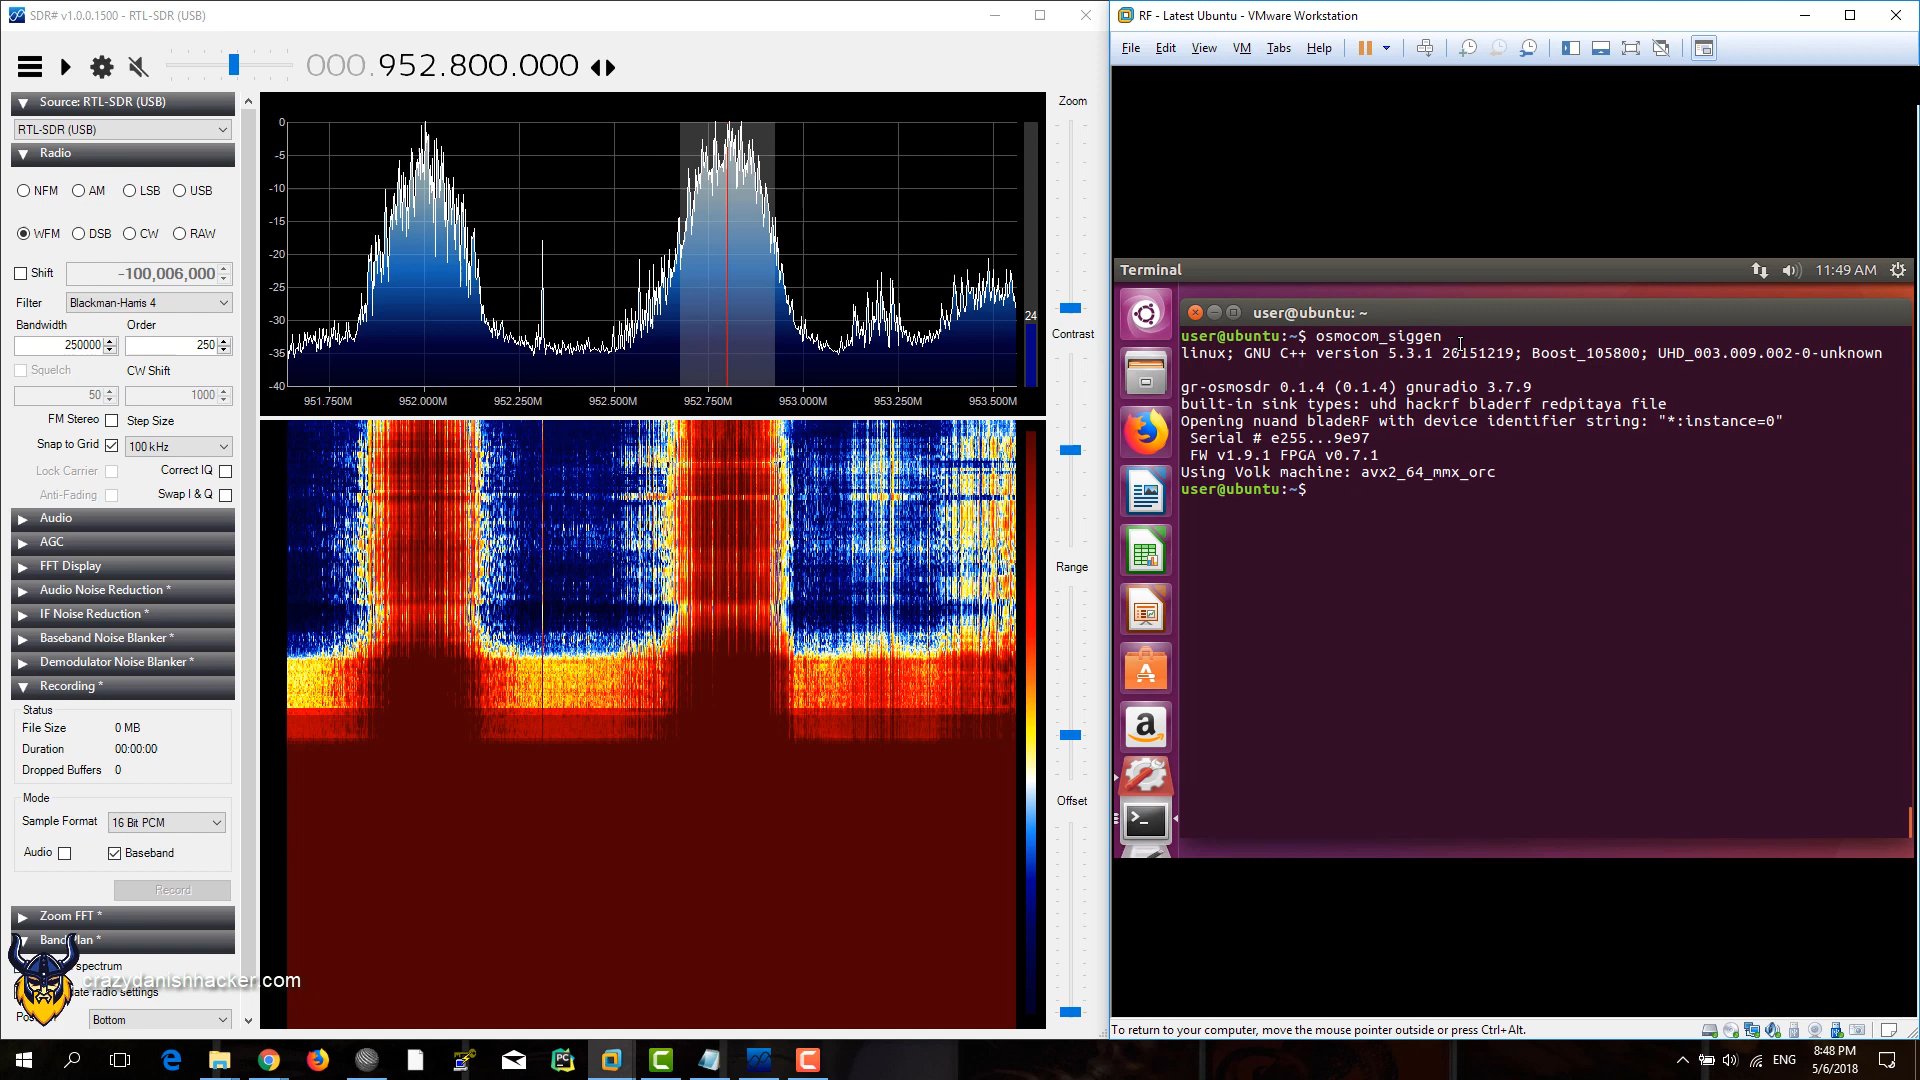 SDR# v1.0.0.1500 - RTL-SDR (USB)
000.952.800.000
Source: RTL-SDR (USB)
RTL-SDR (USB)
Radio
NFM AM LSB USB
WFM DSB CW RAW
Shift -100,006,000
Filter Blackman-Harris 4
Bandwidth Order
250000 250
Squelch CW Shift
50 1000
FM Stereo Step Size
Snap to Grid 100 kHz
Lock Carrier Correct IQ
Anti-Fading Swap I & Q
Audio
AGC
FFT Display
Audio Noise Reduction *
IF Noise Reduction *
Baseband Noise Blanker *
Demodulator Noise Blanker *
Recording *
Status
File Size 0 MB
Duration 00:00:00
Dropped Buffers 0
Mode
Sample Format 16 Bit PCM
Audio Baseband
Record
Zoom FFT *
Band Plan *
spectrum
crazydanishhacker.com
radio settings
Bottom
0
-5
-10
-15
-20
-25
-30
-35
-40
24
951.750M 952.000M 952.250M 952.500M 952.750M 953.000M 953.250M 953.500M
Zoom
Contrast
Range
Offset
RF - Latest Ubuntu - VMware Workstation
File Edit View VM Tabs Help
Terminal 11:49 AM
user@ubuntu: ~
user@ubuntu:~$ osmocom_siggen
linux; GNU C++ version 5.3.1 20151219; Boost_105800; UHD_003.009.002-0-unknown
gr-osmosdr 0.1.4 (0.1.4) gnuradio 3.7.9
built-in sink types: uhd hackrf bladerf redpitaya file
Opening nuand bladeRF with device identifier string: "*:instance=0"
Serial # e255...9e97
FW v1.9.1 FPGA v0.7.1
Using Volk machine: avx2_64_mmx_orc
user@ubuntu:~$
To return to your computer, move the mouse pointer outside or press Ctrl+Alt.
ENG
8:48 PM
5/6/2018